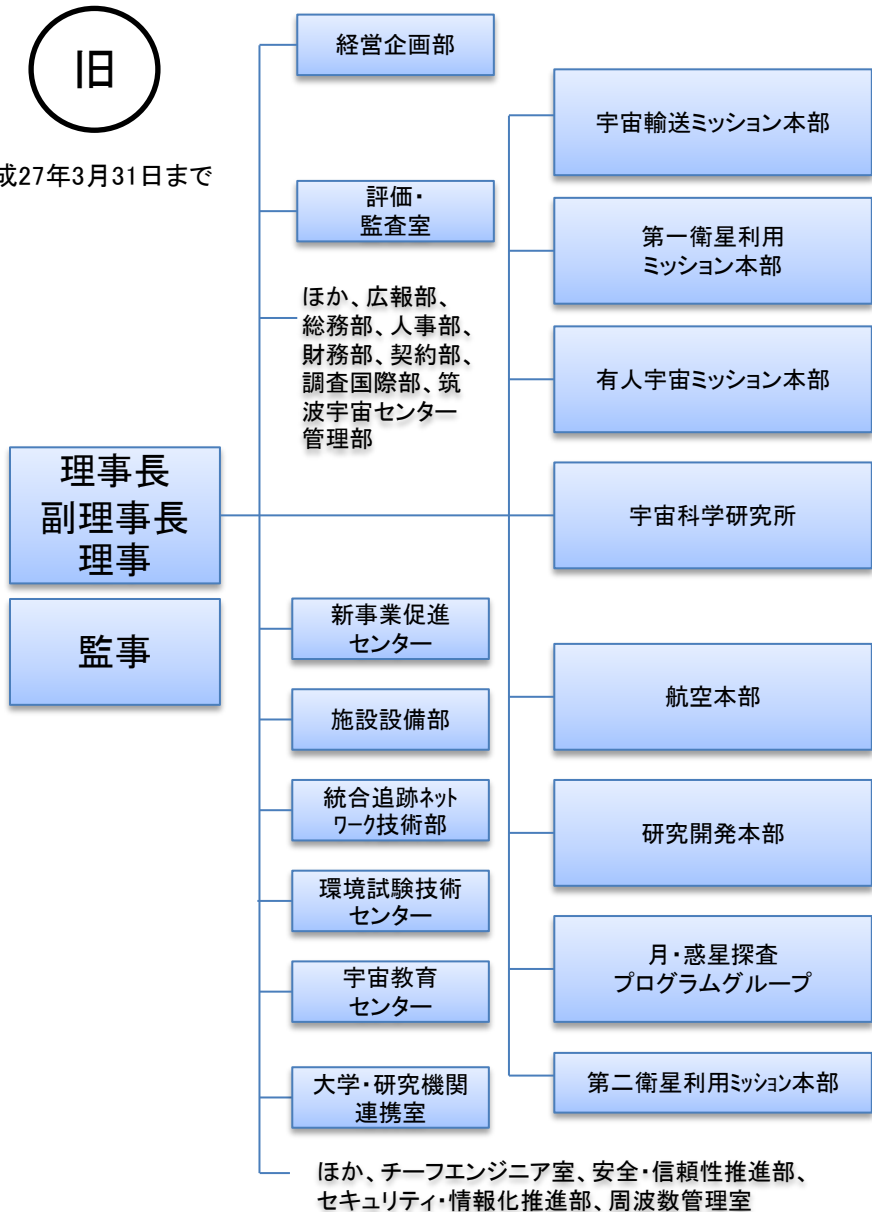 旧
成27年3月31日まで
経営企画部
評価・
監査室
ほか、広報部、
総務部、人事部、
財務部、契約部、
調査国際部、筑
波宇宙センター
管理部
理事長
副理事長
理事
監事
新事業促進
センター
施設設備部
統合追跡ネット
ワーク技術部
環境試験技術
センター
宇宙教育
センター
大学・研究機関
連携室
ほか、チーフエンジニア室、安全・信頼性推進部、
セキュリティ・情報化推進部、周波数管理室
宇宙輸送ミッション本部
第一衛星利用
ミッション本部
有人宇宙ミッション本部
宇宙科学研究所
航空本部
研究開発本部
月・惑星探査
プログラムグループ
第二衛星利用ミッション本部